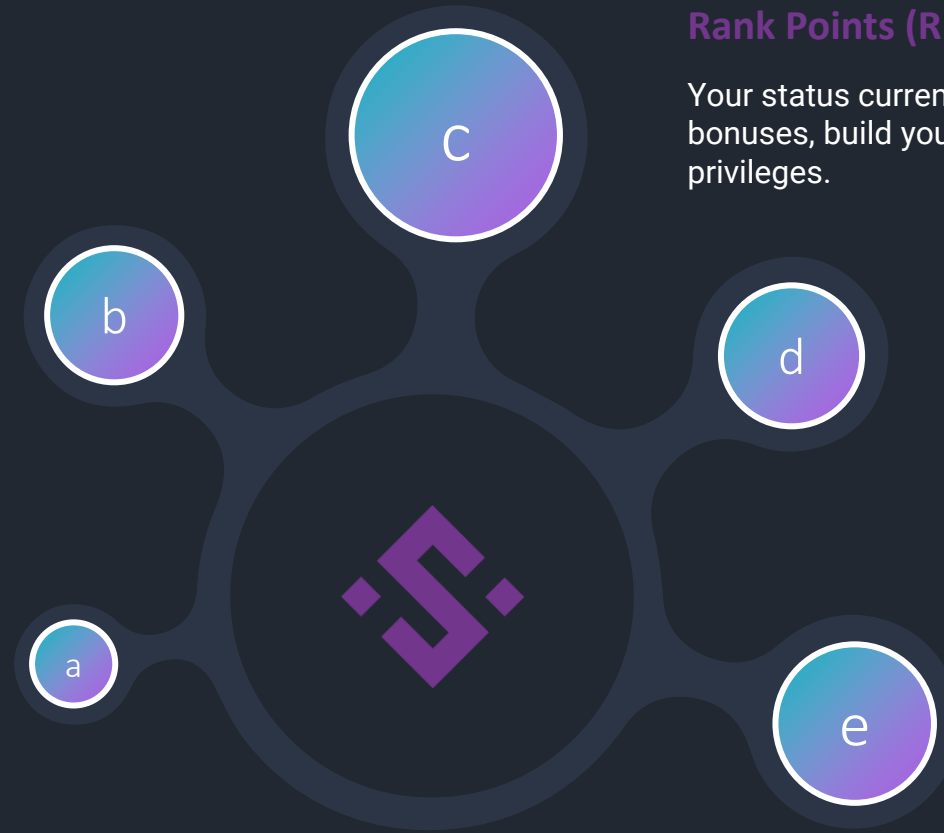 Rank Points (R
Your status curren
bonuses, build you
privileges.
c
b
d
a
e